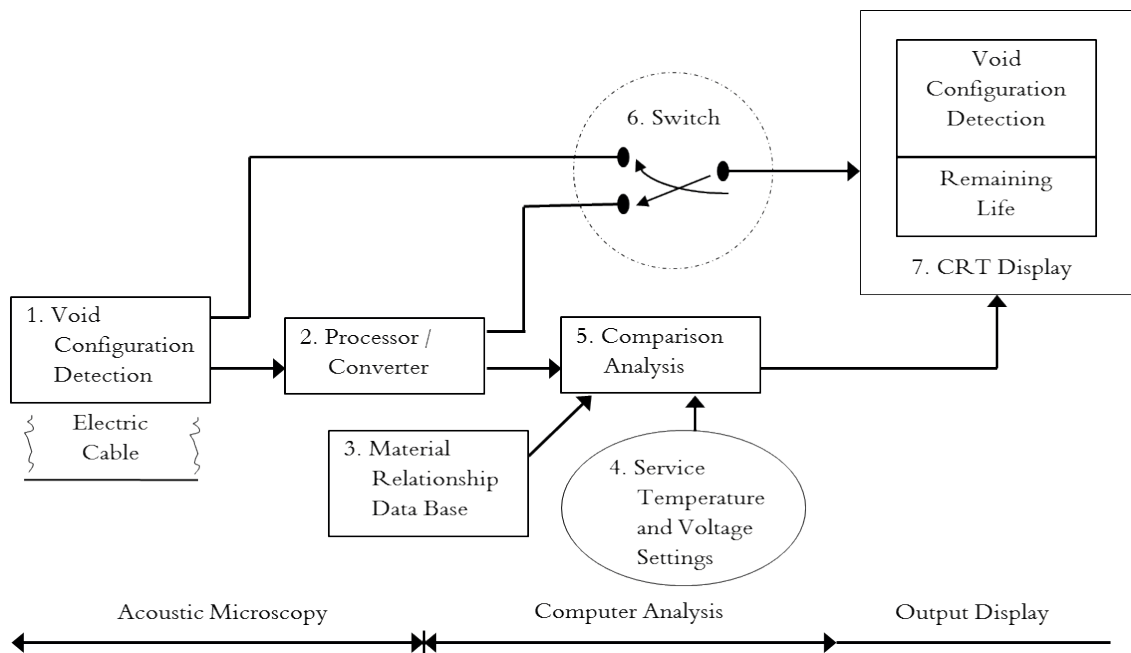 6. Switch
Void
Configuration
Detection
Remaining
Life
7. CRT Display
1. Void
Configuration
Detection
2. Processor /
Converter
5. Comparison
Analysis
Electric
Cable
3. Material
Relationship
Data Base
4. Service
Temperature
and Voltage
Settings
Acoustic Microscopy
Computer Analysis
Output Display